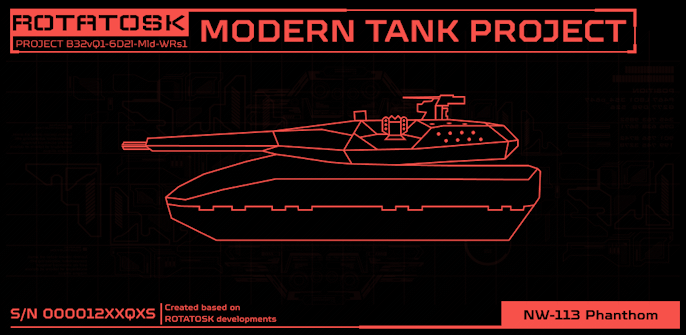 ROTATOSK
MODERN TANK PROJECT
PROJECT B32vQ1-6D2I-MId-WRs1
S/N 000012XXQXS
Created based on
ROTATOSK developments
NW-113 Phanthom